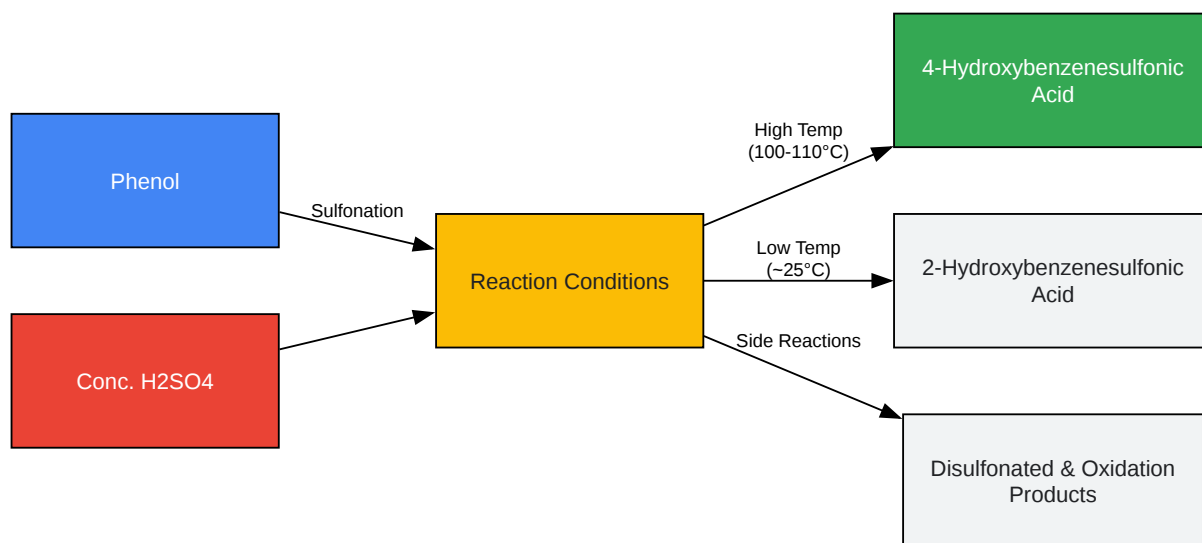 Phenol
Conc. H2SO4
Sulfonation
Reaction Conditions
High Temp
(100-110°C)
Low Temp
(~25°C)
Side Reactions
4-Hydroxybenzenesulfonic
Acid
2-Hydroxybenzenesulfonic
Acid
Disulfonated & Oxidation
Products